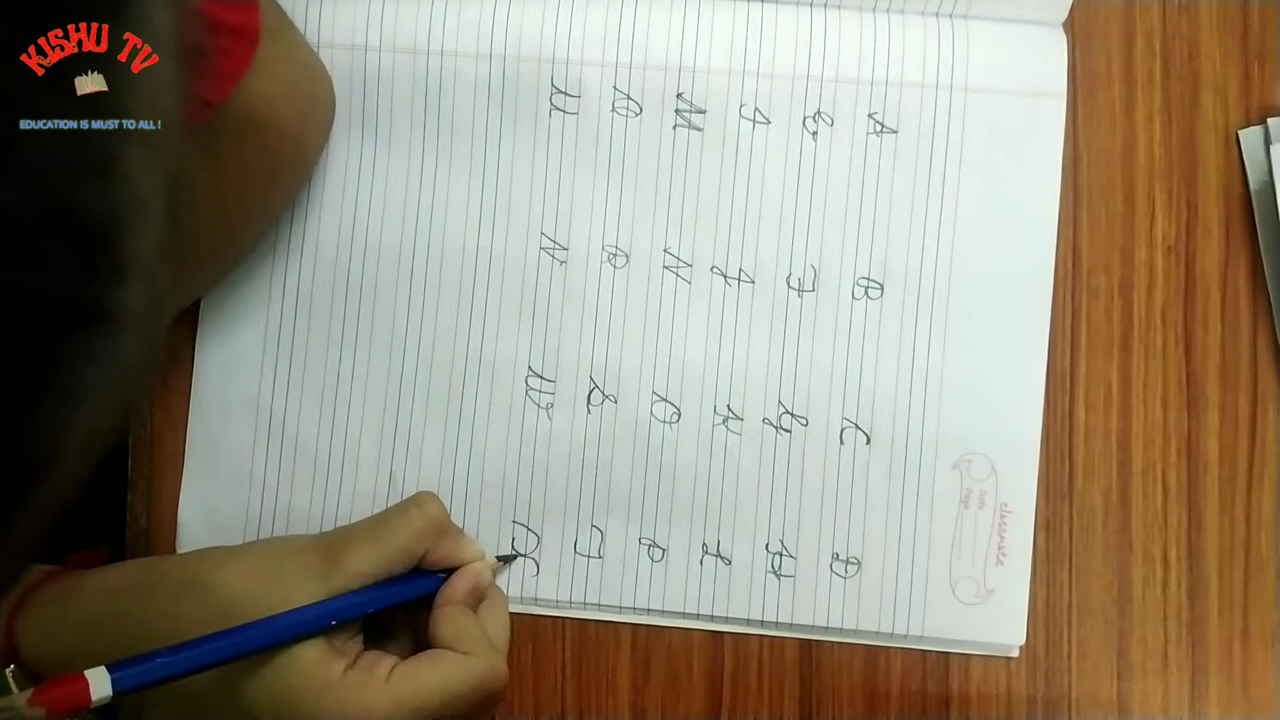 KISHU TV
EDUCATION IS MUST TO ALL !
classmate
Date
Page
A B C D
E F G H
I J K L
M N O P
Q R S T
U V W X